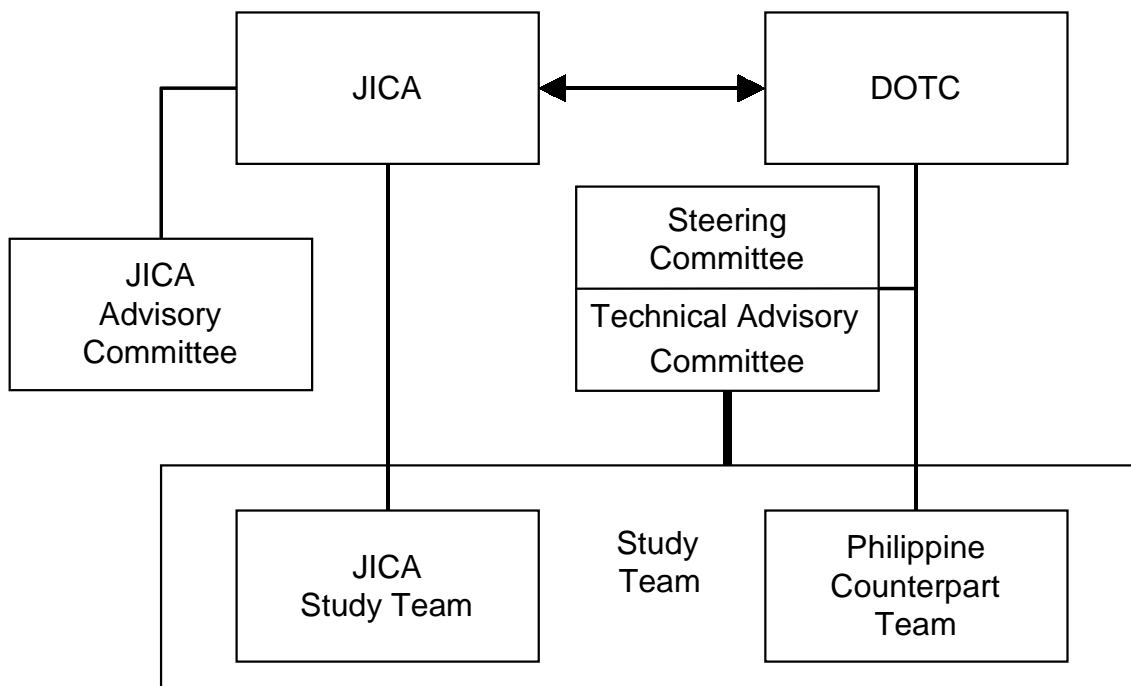 JICA
DOTC
Steering
Committee
JICA
Advisory
Committee
Technical Advisory
Committee
JICA
Study Team
Study
Team
Philippine
Counterpart
Team